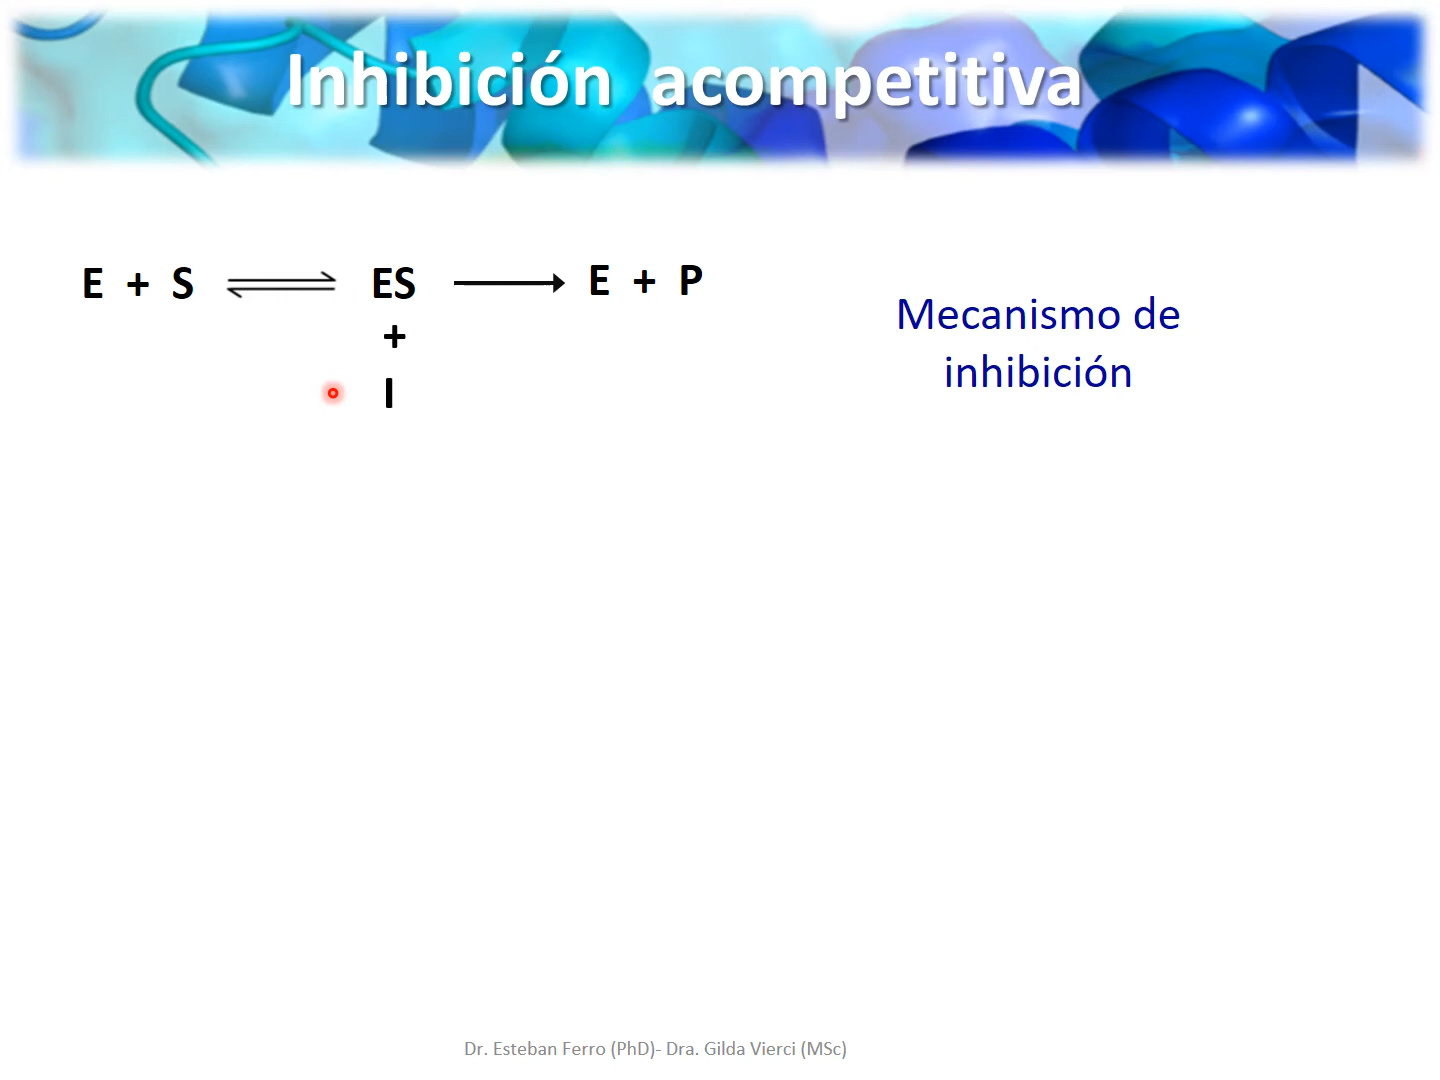 Inhibición acompetitiva
E + S ⇌ ES ⟶ E + P
+
I
Mecanismo de
inhibición
Dr. Esteban Ferro (PhD)- Dra. Gilda Vierci (MSc)